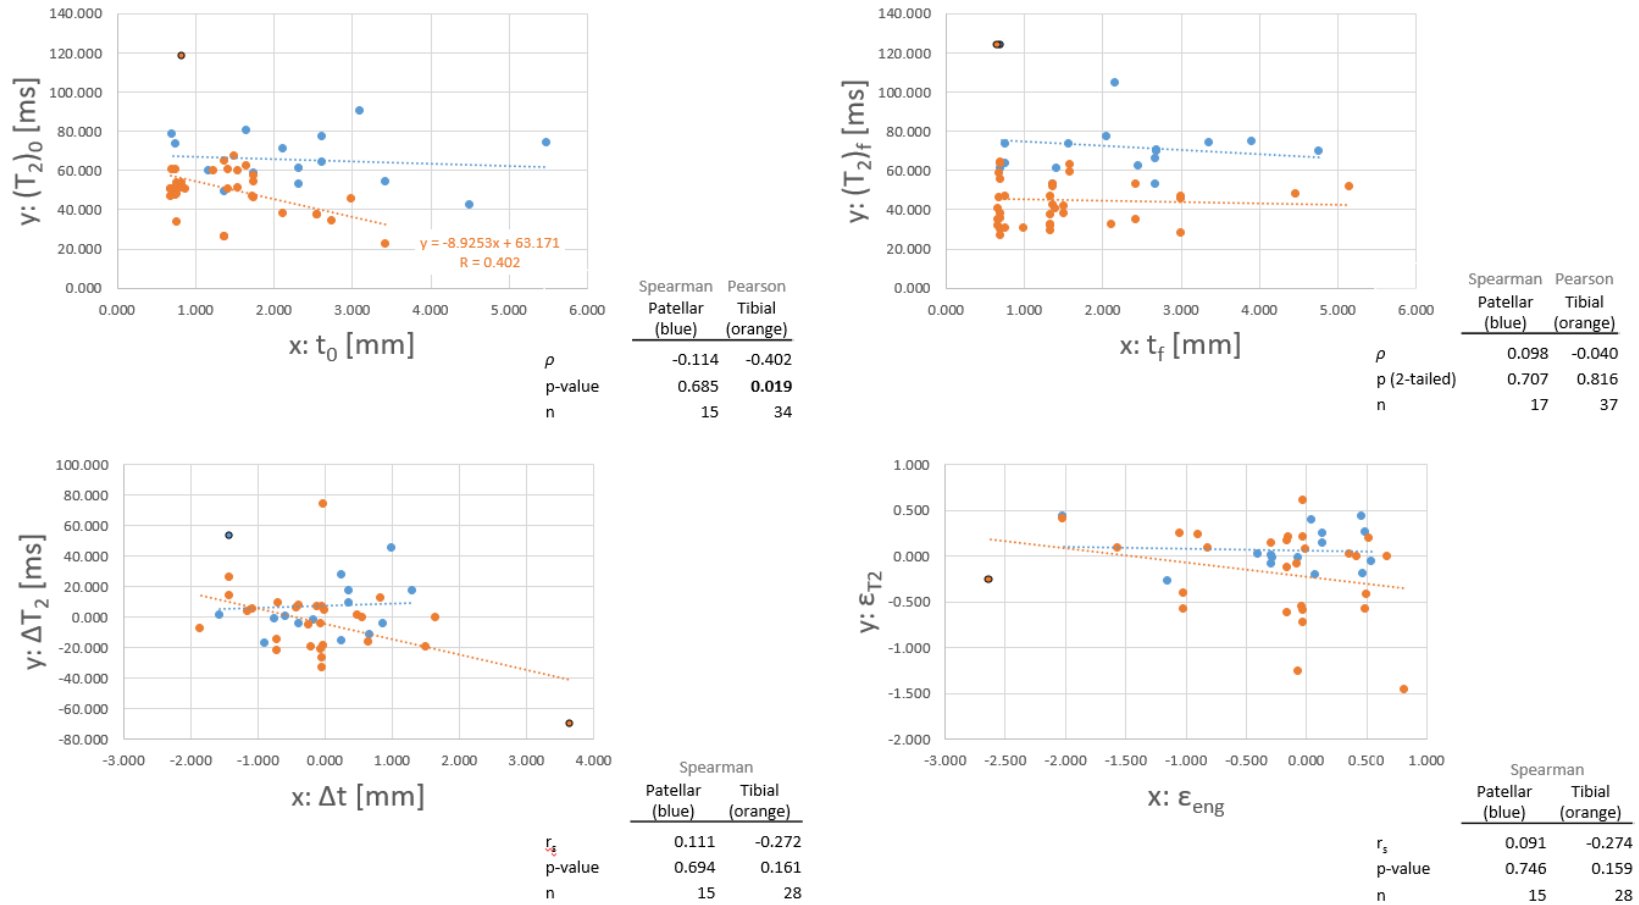 140.000
120.000
100.000
80.000
60.000
40.000
20.000
0.000
y: (T2)0 [ms]
y = -8.9253x + 63.171
R = 0.402
0.000 1.000 2.000 3.000 4.000 5.000 6.000
x: t0 [mm]
Spearman Pearson
Patellar (blue) Tibial (orange)
ρ -0.114 -0.402
p-value 0.685 0.019
n 15 34
140.000
120.000
100.000
80.000
60.000
40.000
20.000
0.000
y: (T2)f [ms]
0.000 1.000 2.000 3.000 4.000 5.000 6.000
x: tf [mm]
Spearman Pearson
Patellar (blue) Tibial (orange)
ρ 0.098 -0.040
p (2-tailed) 0.707 0.816
n 17 37
100.000
80.000
60.000
40.000
20.000
0.000
-20.000
-40.000
-60.000
-80.000
y: ΔT2 [ms]
-3.000 -2.000 -1.000 0.000 1.000 2.000 3.000 4.000
x: Δt [mm]
Spearman
Patellar (blue) Tibial (orange)
rs 0.111 -0.272
p-value 0.694 0.161
n 15 28
1.000
0.500
0.000
-0.500
-1.000
-1.500
-2.000
y: εT2
-3.000 -2.500 -2.000 -1.500 -1.000 -0.500 0.000 0.500 1.000
x: εeng
Spearman
Patellar (blue) Tibial (orange)
rs 0.091 -0.274
p-value 0.746 0.159
n 15 28